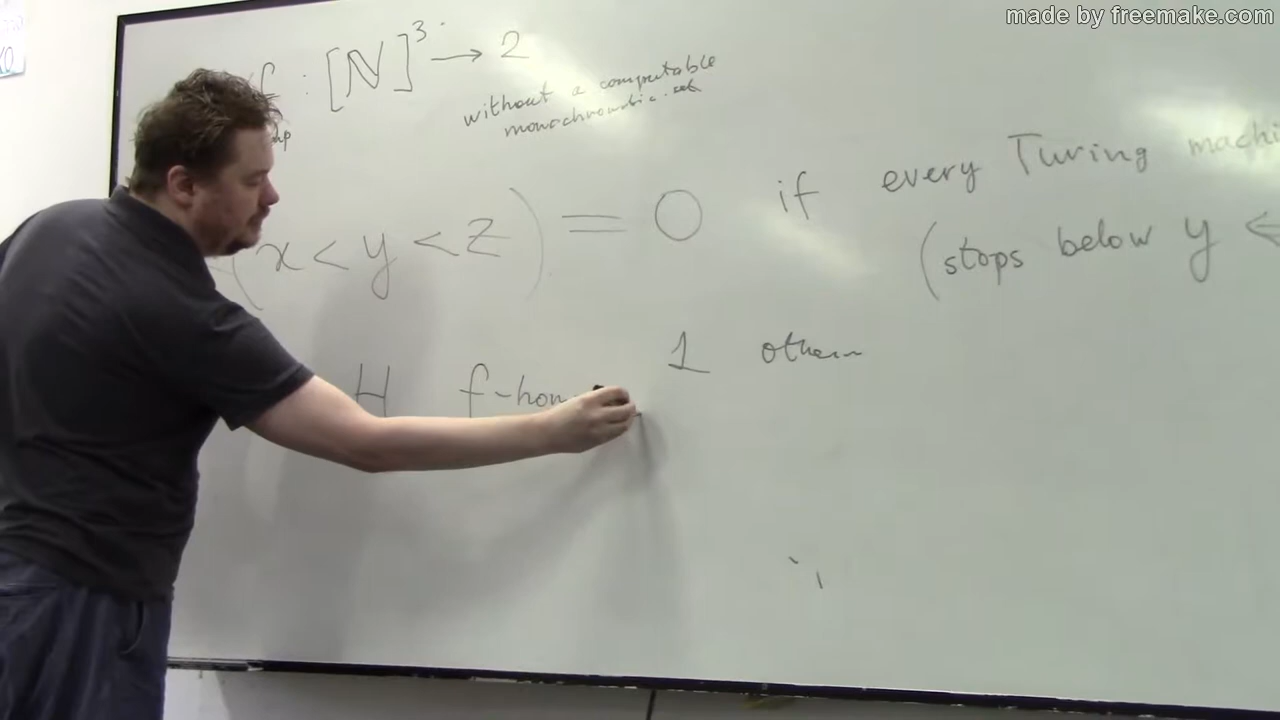 made by freemake.com
f : [ℕ]³ → 2
without a computable
monochromatic set
(x < y < z) = 0 if every Turing machi
(stops below y ⇐
1 otherw
H f-hom